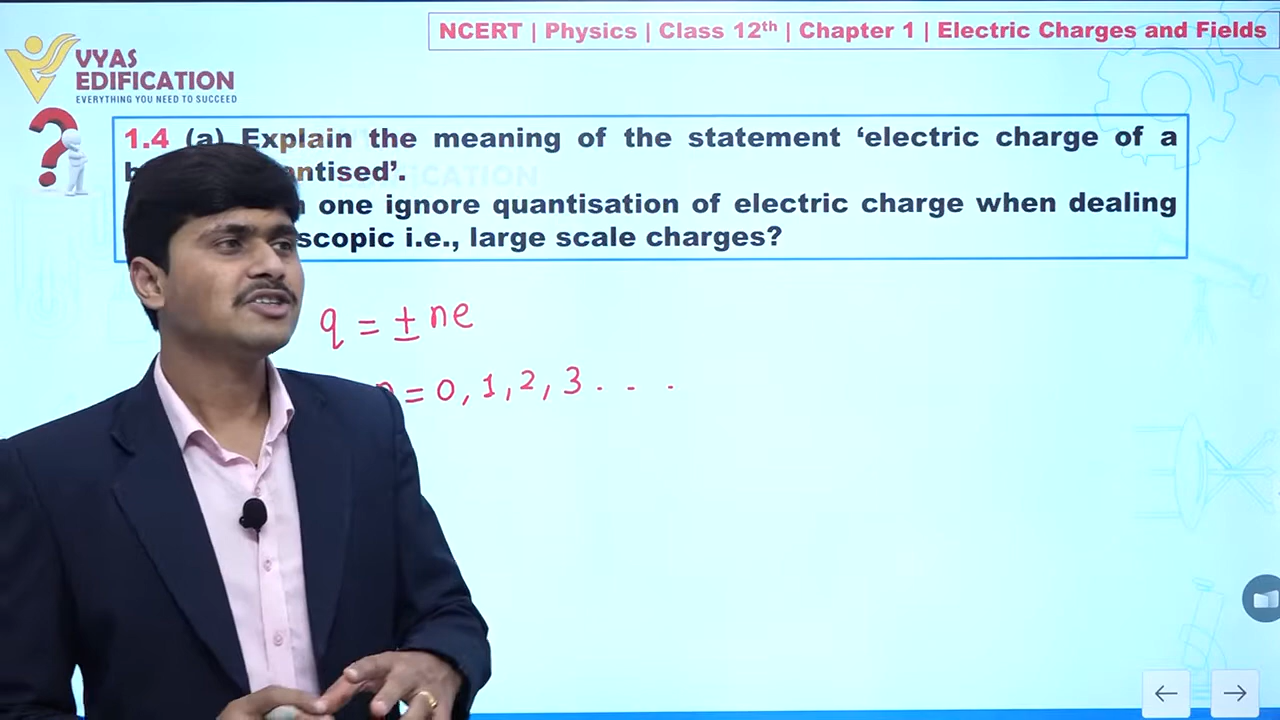 NCERT | Physics | Class 12th | Chapter 1 | Electric Charges and Fields
VYAS
EDIFICATION
EVERYTHING YOU NEED TO SUCCEED
1.4 (a) Explain the meaning of the statement ‘electric charge of a
one ignore quantisation of electric charge when dealing
i.e., large scale charges?
q = ± ne
= 0, 1, 2, 3 . . .